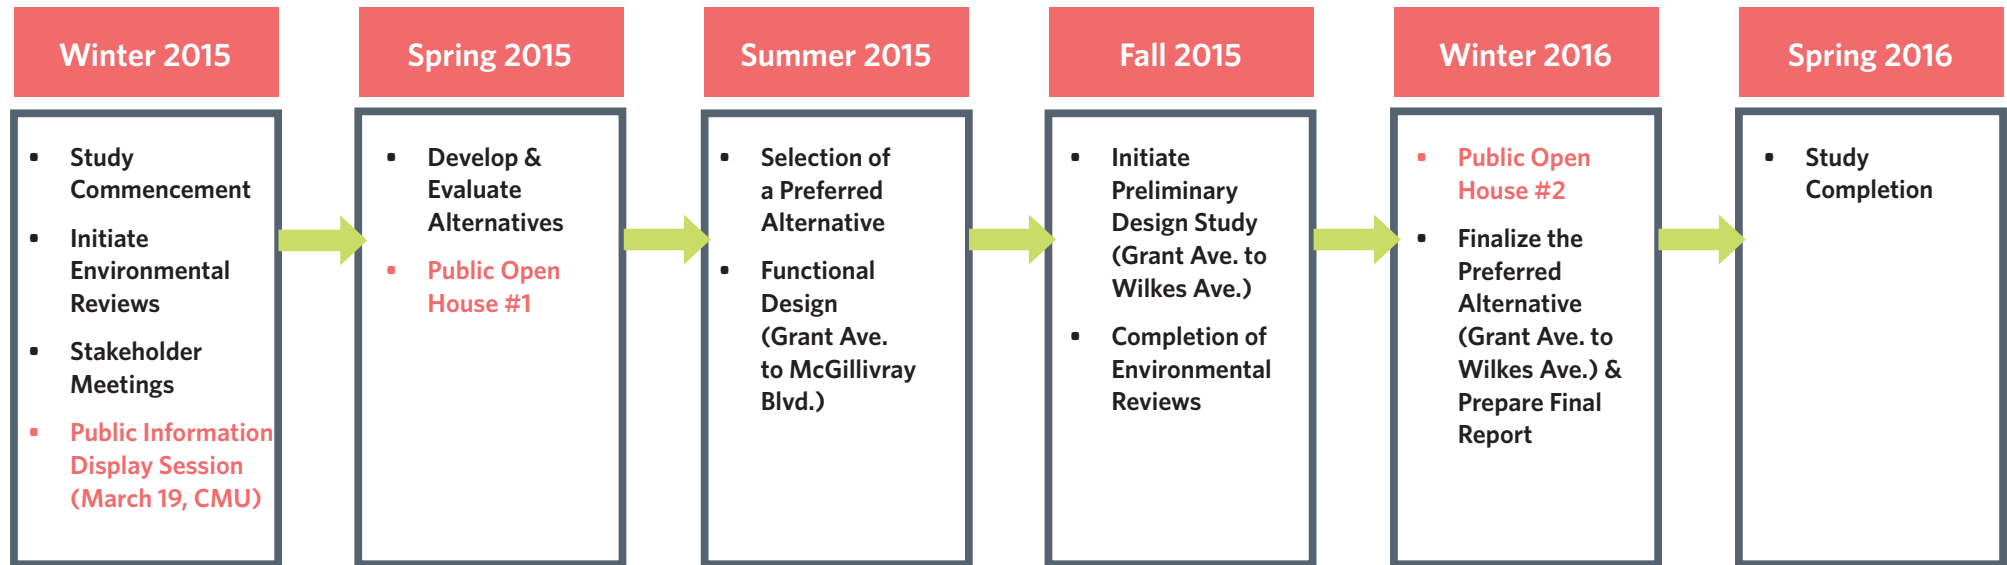 Winter 2015
• Study
Commencement
• Initiate
Environmental
Reviews
• Stakeholder
Meetings
• Public Information
Display Session
(March 19, CMU)
Spring 2015
• Develop &
Evaluate
Alternatives
• Public Open
House #1
Summer 2015
• Selection of
a Preferred
Alternative
• Functional
Design
(Grant Ave.
to McGillivray
Blvd.)
Fall 2015
• Initiate
Preliminary
Design Study
(Grant Ave. to
Wilkes Ave.)
• Completion of
Environmental
Reviews
Winter 2016
• Public Open
House #2
• Finalize the
Preferred
Alternative
(Grant Ave. to
Wilkes Ave.) &
Prepare Final
Report
Spring 2016
• Study
Completion